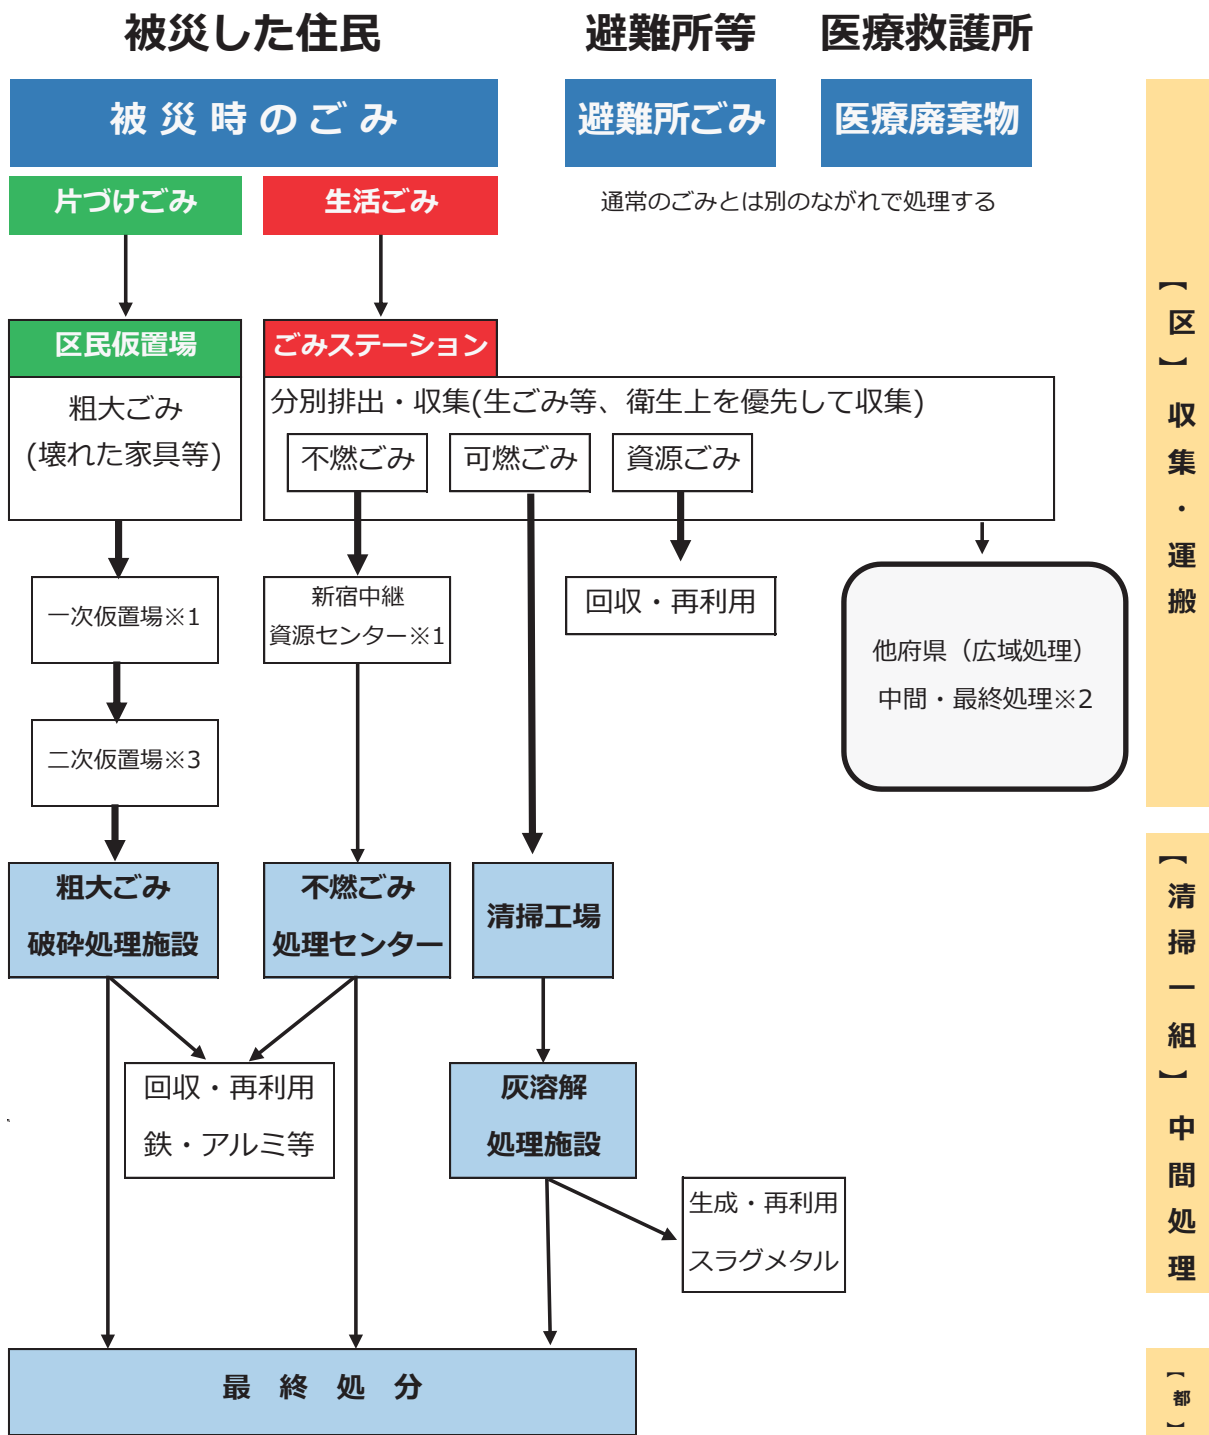 被災した住民
避難所等
医療救護所
被災時のごみ
避難所ごみ
医療廃棄物
片づけごみ
生活ごみ
通常のごみとは別のながれで処理する
区民仮置場
ごみステーション
粗大ごみ
(壊れた家具等)
分別排出・収集(生ごみ等、衛生上を優先して収集)
不燃ごみ
可燃ごみ
資源ごみ
一次仮置場※1
新宿中継
資源センター※1
回収・再利用
他府県（広域処理）
中間・最終処理※2
二次仮置場※3
粗大ごみ
破砕処理施設
不燃ごみ
処理センター
清掃工場
回収・再利用
鉄・アルミ等
灰溶解
処理施設
生成・再利用
スラグメタル
最終処分
【区】収集・運搬
【清掃一組】中間処理
【都】